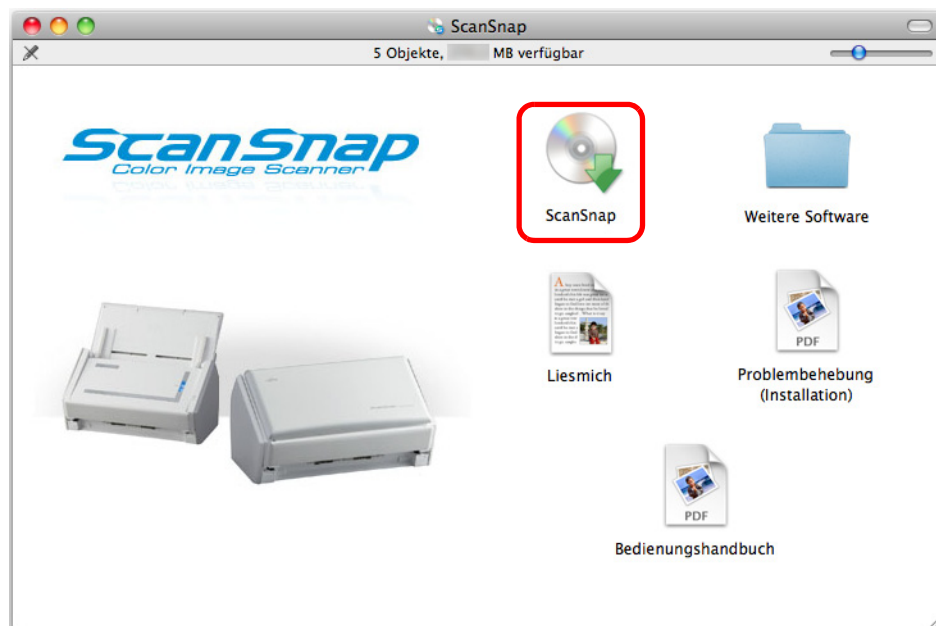 ScanSnap
5 Objekte, MB verfügbar
ScanSnap
Color Image Scanner
ScanSnap
Weitere Software
PDF
Liesmich
Problembehebung
(Installation)
PDF
Bedienungshandbuch